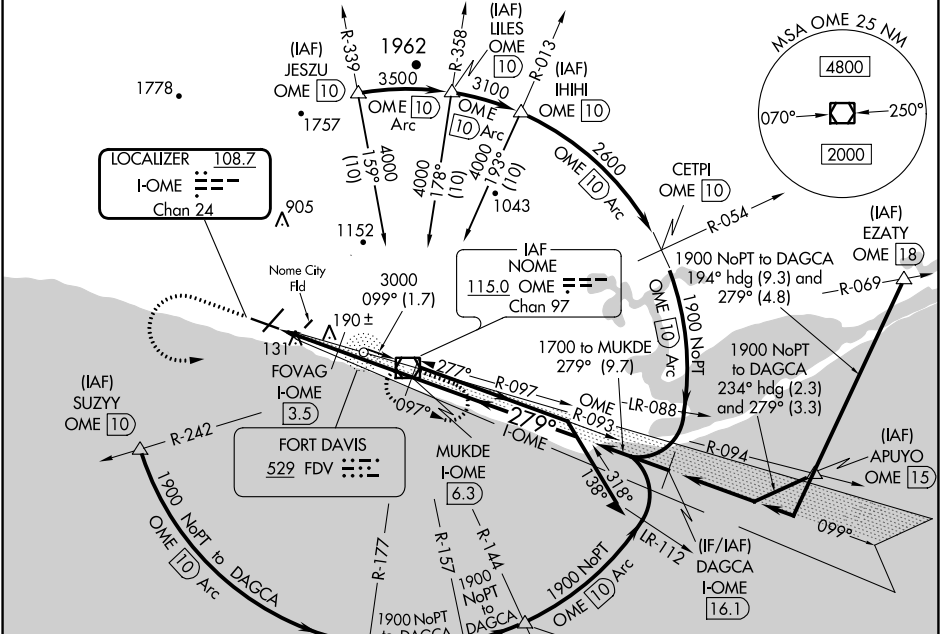 (IAF)
LILES
OME
10
(IAF)
JESZU
OME 10
R-339
1962
R-358
R-013
(IAF)
IHIHI
OME 10
MSA OME 25 NM
4800
070°
250°
2000
1778
1757
3500
OME 10
Arc
3100
OME
10 Arc
4000
159°
(10)
4000
178°
(10)
4000
193°
(10)
2600
OME 10 Arc
LOCALIZER 108.7
I-OME
Chan 24
905
1152
1043
CETPI
OME 10
R-054
(IAF)
EZATY
OME 18
R-069
IAF
NOME
115.0 OME
Chan 97
1900 NoPT to DAGCA
194° hdg (9.3) and
279° (4.8)
OME 10 Arc
1900 NoPT
Nome City
Fld
3000
099° (1.7)
190 ±
131
FOVAG
I-OME
3.5
277°
R-097
1700 to MUKDE
279° (9.7)
1900 NoPT
to DAGCA
234° hdg (2.3)
and 279° (3.3)
OME
LR-088
R-093
R-094
097°
279°
I-OME
(IAF)
SUZYY
OME 10
R-242
FORT DAVIS
529 FDV
MUKDE
I-OME
6.3
(IAF)
APUYO
OME 15
318°
138°
099°
LR-112
(IF/IAF)
DAGCA
I-OME
16.1
1900 NoPT to DAGCA
OME 10 Arc
R-177
R-157
R-144
1900
NoPT
to
DAGCA
1900 NoPT
OME 10 Arc
1900 NoPT
to DAGCA